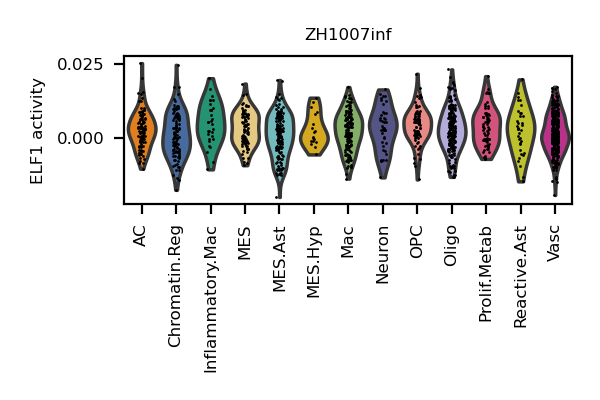 ZH1007inf
0.025
0.000
ELF1 activity
AC
Chromatin.Reg
Inflammatory.Mac
MES
MES.Ast
MES.Hyp
Mac
Neuron
OPC
Oligo
Prolif.Metab
Reactive.Ast
Vasc